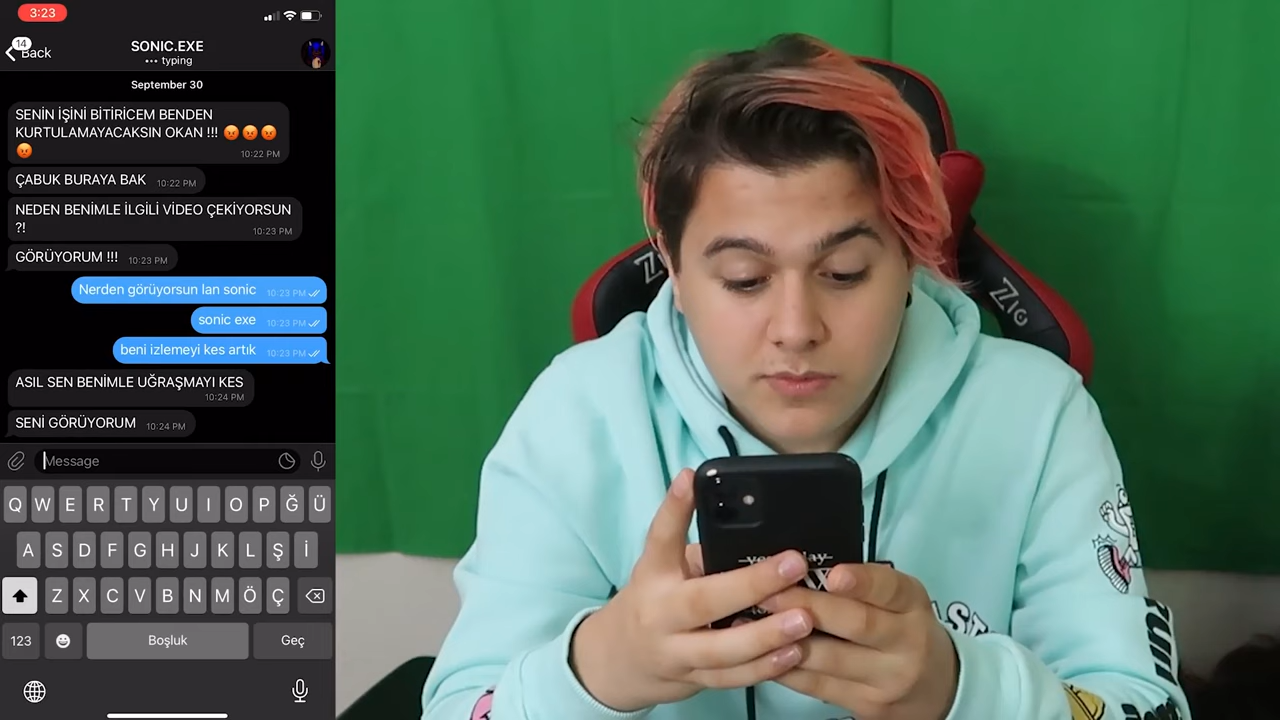 3:23
14
Back
SONIC.EXE
••• typing
September 30
SENİN İŞİNİ BİTİRİCEM BENDEN
KURTULAMAYACAKSIN OKAN !!! 😡😡😡
😡
10:22 PM
ÇABUK BURAYA BAK 10:22 PM
NEDEN BENİMLE İLGİLİ VİDEO ÇEKİYORSUN
?!
10:23 PM
GÖRÜYORUM !!! 10:23 PM
Nerden görüyorsun lan sonic 10:23 PM
sonic exe 10:23 PM
beni izlemeyi kes artık 10:23 PM
ASIL SEN BENİMLE UĞRAŞMAYI KES
10:24 PM
SENİ GÖRÜYORUM 10:24 PM
Message
Q W E R T Y U I O P Ğ Ü
A S D F G H J K L Ş İ
Z X C V B N M Ö Ç
123 Boşluk Geç
yesterday